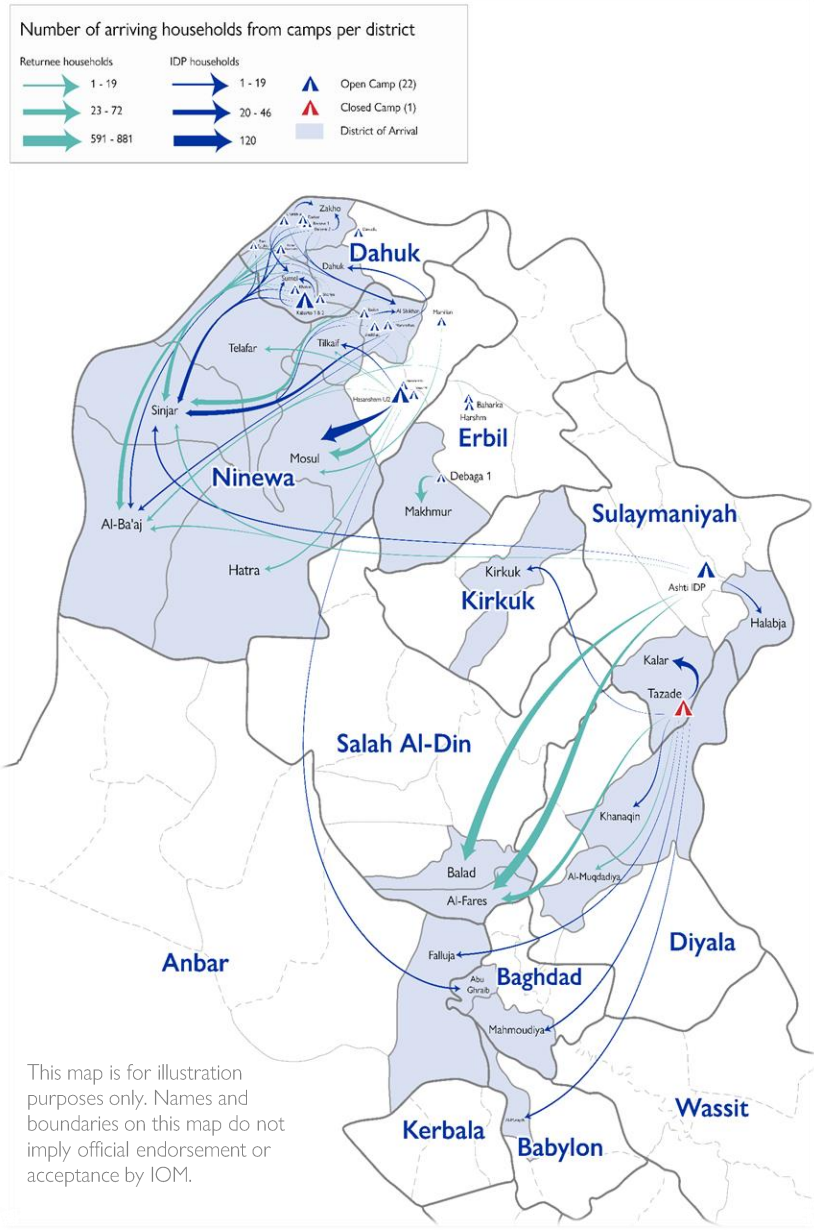 Number of arriving households from camps per district
Returnee households
IDP households
1 - 19
1 - 19
Open Camp (22)
23 - 72
20 - 46
Closed Camp (1)
591 - 881
120
District of Arrival
Zakho
Dahuk
Dahuk
Sumel
Al Shikhan
Mamilian
Telafar
Tilkaif
Hasansham U2
Sinjar
Baharka
Harshm
Erbil
Mosul
Ninewa
Debaga 1
Makhmur
Al-Ba'aj
Sulaymaniyah
Hatra
Kirkuk
Kirkuk
Ashti IDP
Halabja
Kalar
Tazade
Salah Al-Din
Khanaqin
Balad
Al-Muqdadiya
Al-Fares
Diyala
Falluja
Anbar
Baghdad
Abu
Ghraib
Mahmoudiya
This map is for illustration
purposes only. Names and
boundaries on this map do not
imply official endorsement or
acceptance by IOM.
Wassit
Kerbala
Babylon